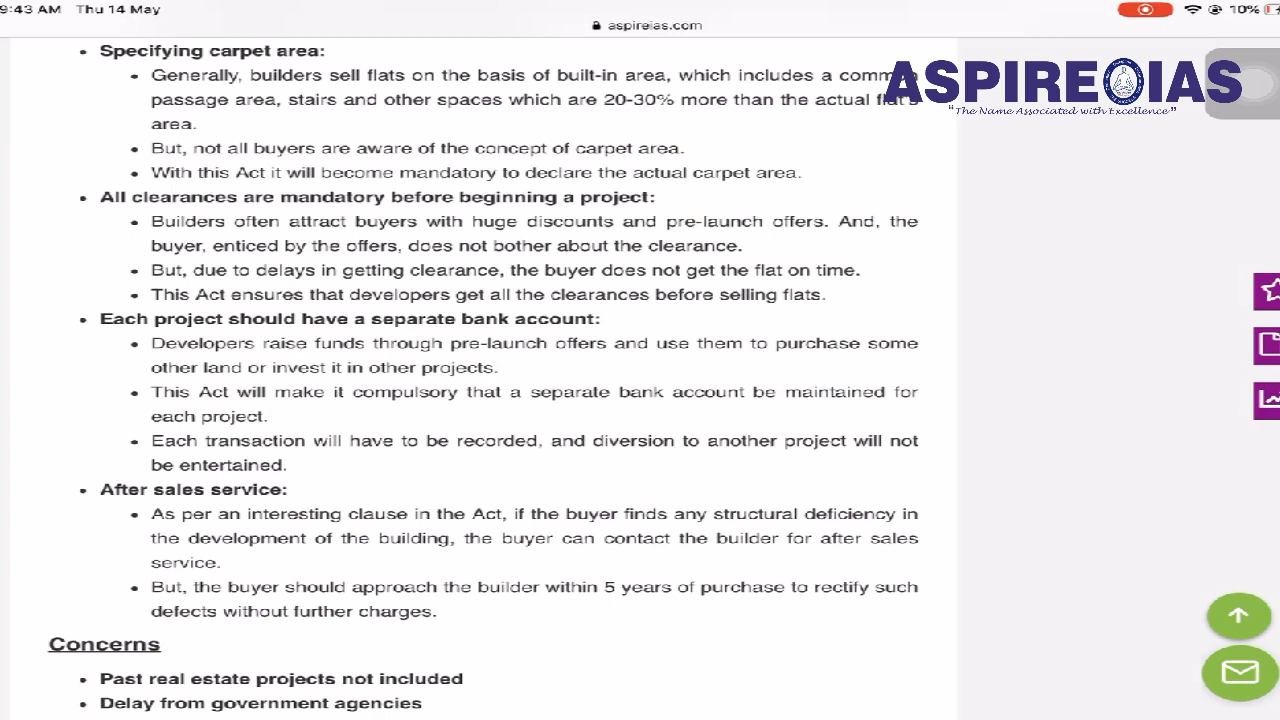 9:43 AM Thu 14 May
10%
aspireias.com
ASPIRE IAS
"The Name Associated with Excellence"
• Specifying carpet area:
• Generally, builders sell flats on the basis of built-in area, which includes a common
passage area, stairs and other spaces which are 20-30% more than the actual flat's
area.
• But, not all buyers are aware of the concept of carpet area.
• With this Act it will become mandatory to declare the actual carpet area.
• All clearances are mandatory before beginning a project:
• Builders often attract buyers with huge discounts and pre-launch offers. And, the
buyer, enticed by the offers, does not bother about the clearance.
• But, due to delays in getting clearance, the buyer does not get the flat on time.
• This Act ensures that developers get all the clearances before selling flats.
• Each project should have a separate bank account:
• Developers raise funds through pre-launch offers and use them to purchase some
other land or invest it in other projects.
• This Act will make it compulsory that a separate bank account be maintained for
each project.
• Each transaction will have to be recorded, and diversion to another project will not
be entertained.
• After sales service:
• As per an interesting clause in the Act, if the buyer finds any structural deficiency in
the development of the building, the buyer can contact the builder for after sales
service.
• But, the buyer should approach the builder within 5 years of purchase to rectify such
defects without further charges.
Concerns
• Past real estate projects not included
• Delay from government agencies